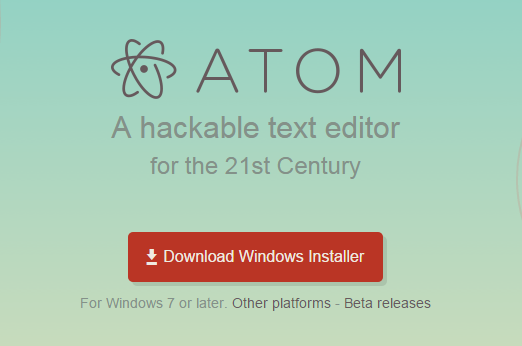 ATOM
A hackable text editor
for the 21st Century
Download Windows Installer
For Windows 7 or later. Other platforms - Beta releases